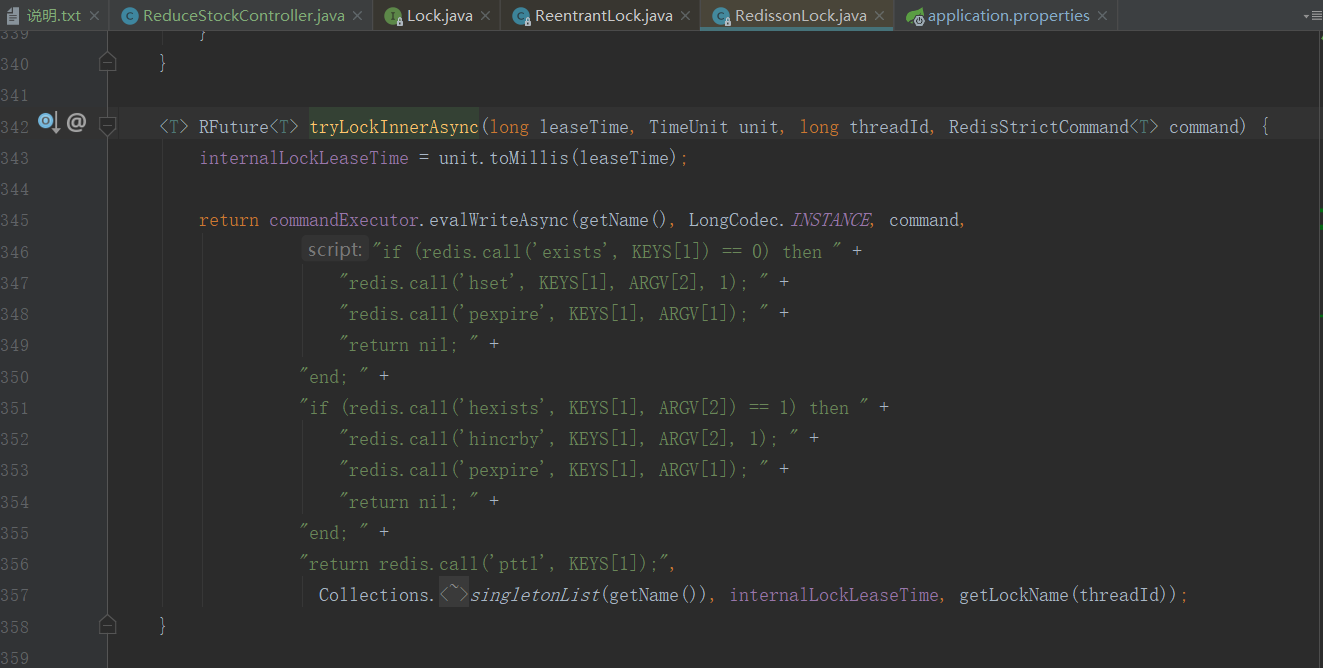 说明.txt ReduceStockController.java Lock.java ReentrantLock.java RedissonLock.java application.properties
339 }
340 }
341
342 <T> RFuture<T> tryLockInnerAsync(long leaseTime, TimeUnit unit, long threadId, RedisStrictCommand<T> command) {
343 internalLockLeaseTime = unit.toMillis(leaseTime);
344
345 return commandExecutor.evalWriteAsync(getName(), LongCodec.INSTANCE, command,
346 script: "if (redis.call('exists', KEYS[1]) == 0) then " +
347 "redis.call('hset', KEYS[1], ARGV[2], 1); " +
348 "redis.call('pexpire', KEYS[1], ARGV[1]); " +
349 "return nil; " +
350 "end; " +
351 "if (redis.call('hexists', KEYS[1], ARGV[2]) == 1) then " +
352 "redis.call('hincrby', KEYS[1], ARGV[2], 1); " +
353 "redis.call('pexpire', KEYS[1], ARGV[1]); " +
354 "return nil; " +
355 "end; " +
356 "return redis.call('pttl', KEYS[1]);",
357 Collections.<~>singletonList(getName()), internalLockLeaseTime, getLockName(threadId));
358 }
359